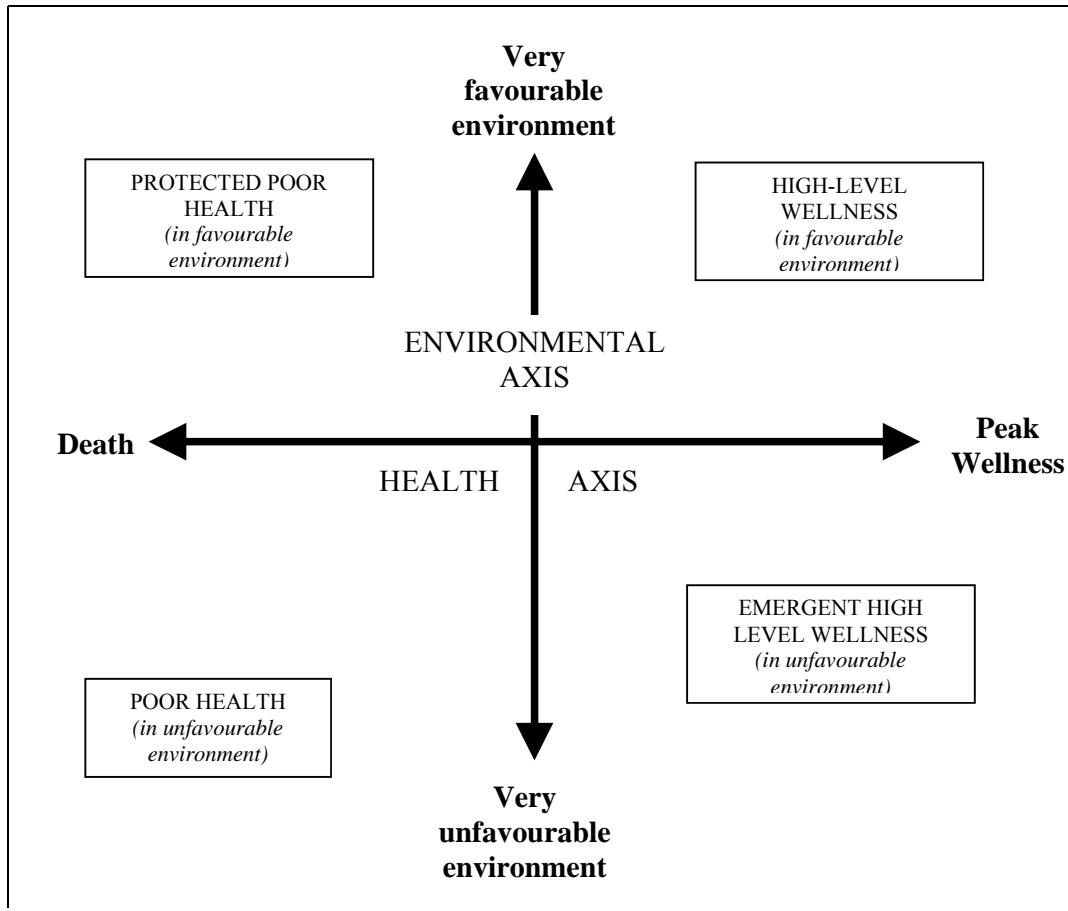 Very
favourable
environment
PROTECTED POOR
HEALTH
(in favourable
environment)
HIGH-LEVEL
WELLNESS
(in favourable
environment)
ENVIRONMENTAL
AXIS
Death
Peak
Wellness
HEALTH AXIS
EMERGENT HIGH
LEVEL WELLNESS
(in unfavourable
environment)
POOR HEALTH
(in unfavourable
environment)
Very
unfavourable
environment